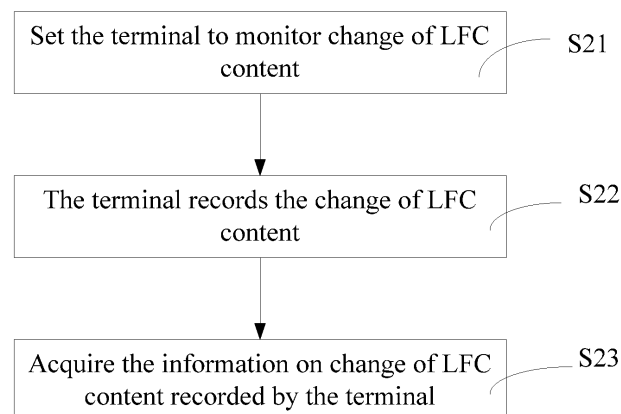 Set the terminal to monitor change of LFC
content
S21
The terminal records the change of LFC
content
S22
Acquire the information on change of LFC
content recorded by the terminal
S23